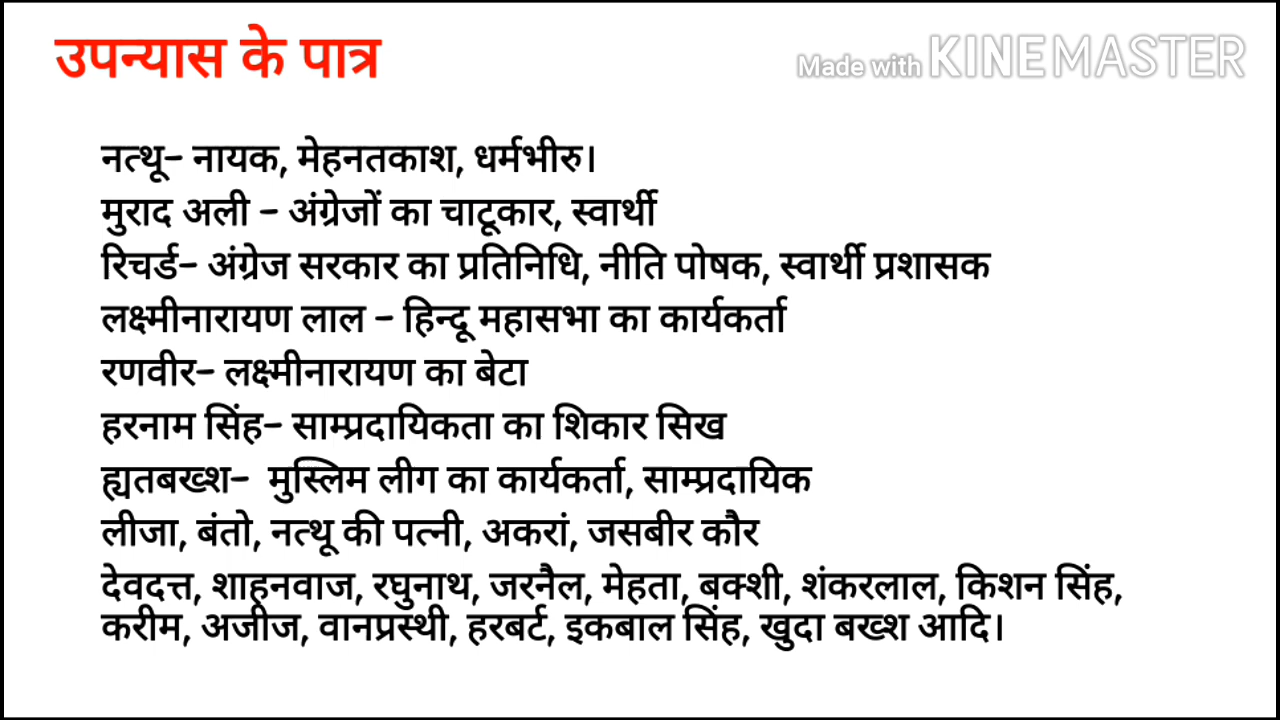 उपन्यास के पात्र
Made with KINEMASTER
नत्थू- नायक, मेहनतकाश, धर्मभीरु।
मुराद अली - अंग्रेजों का चाटूकार, स्वार्थी
रिचर्ड- अंग्रेज सरकार का प्रतिनिधि, नीति पोषक, स्वार्थी प्रशासक
लक्ष्मीनारायण लाल - हिन्दू महासभा का कार्यकर्ता
रणवीर- लक्ष्मीनारायण का बेटा
हरनाम सिंह- साम्प्रदायिकता का शिकार सिख
ह्यतबख्श- मुस्लिम लीग का कार्यकर्ता, साम्प्रदायिक
लीजा, बंतो, नत्थू की पत्नी, अकरां, जसबीर कौर
देवदत्त, शाहनवाज, रघुनाथ, जरनैल, मेहता, बक्शी, शंकरलाल, किशन सिंह,
करीम, अजीज, वानप्रस्थी, हरबर्ट, इकबाल सिंह, खुदा बख्श आदि।